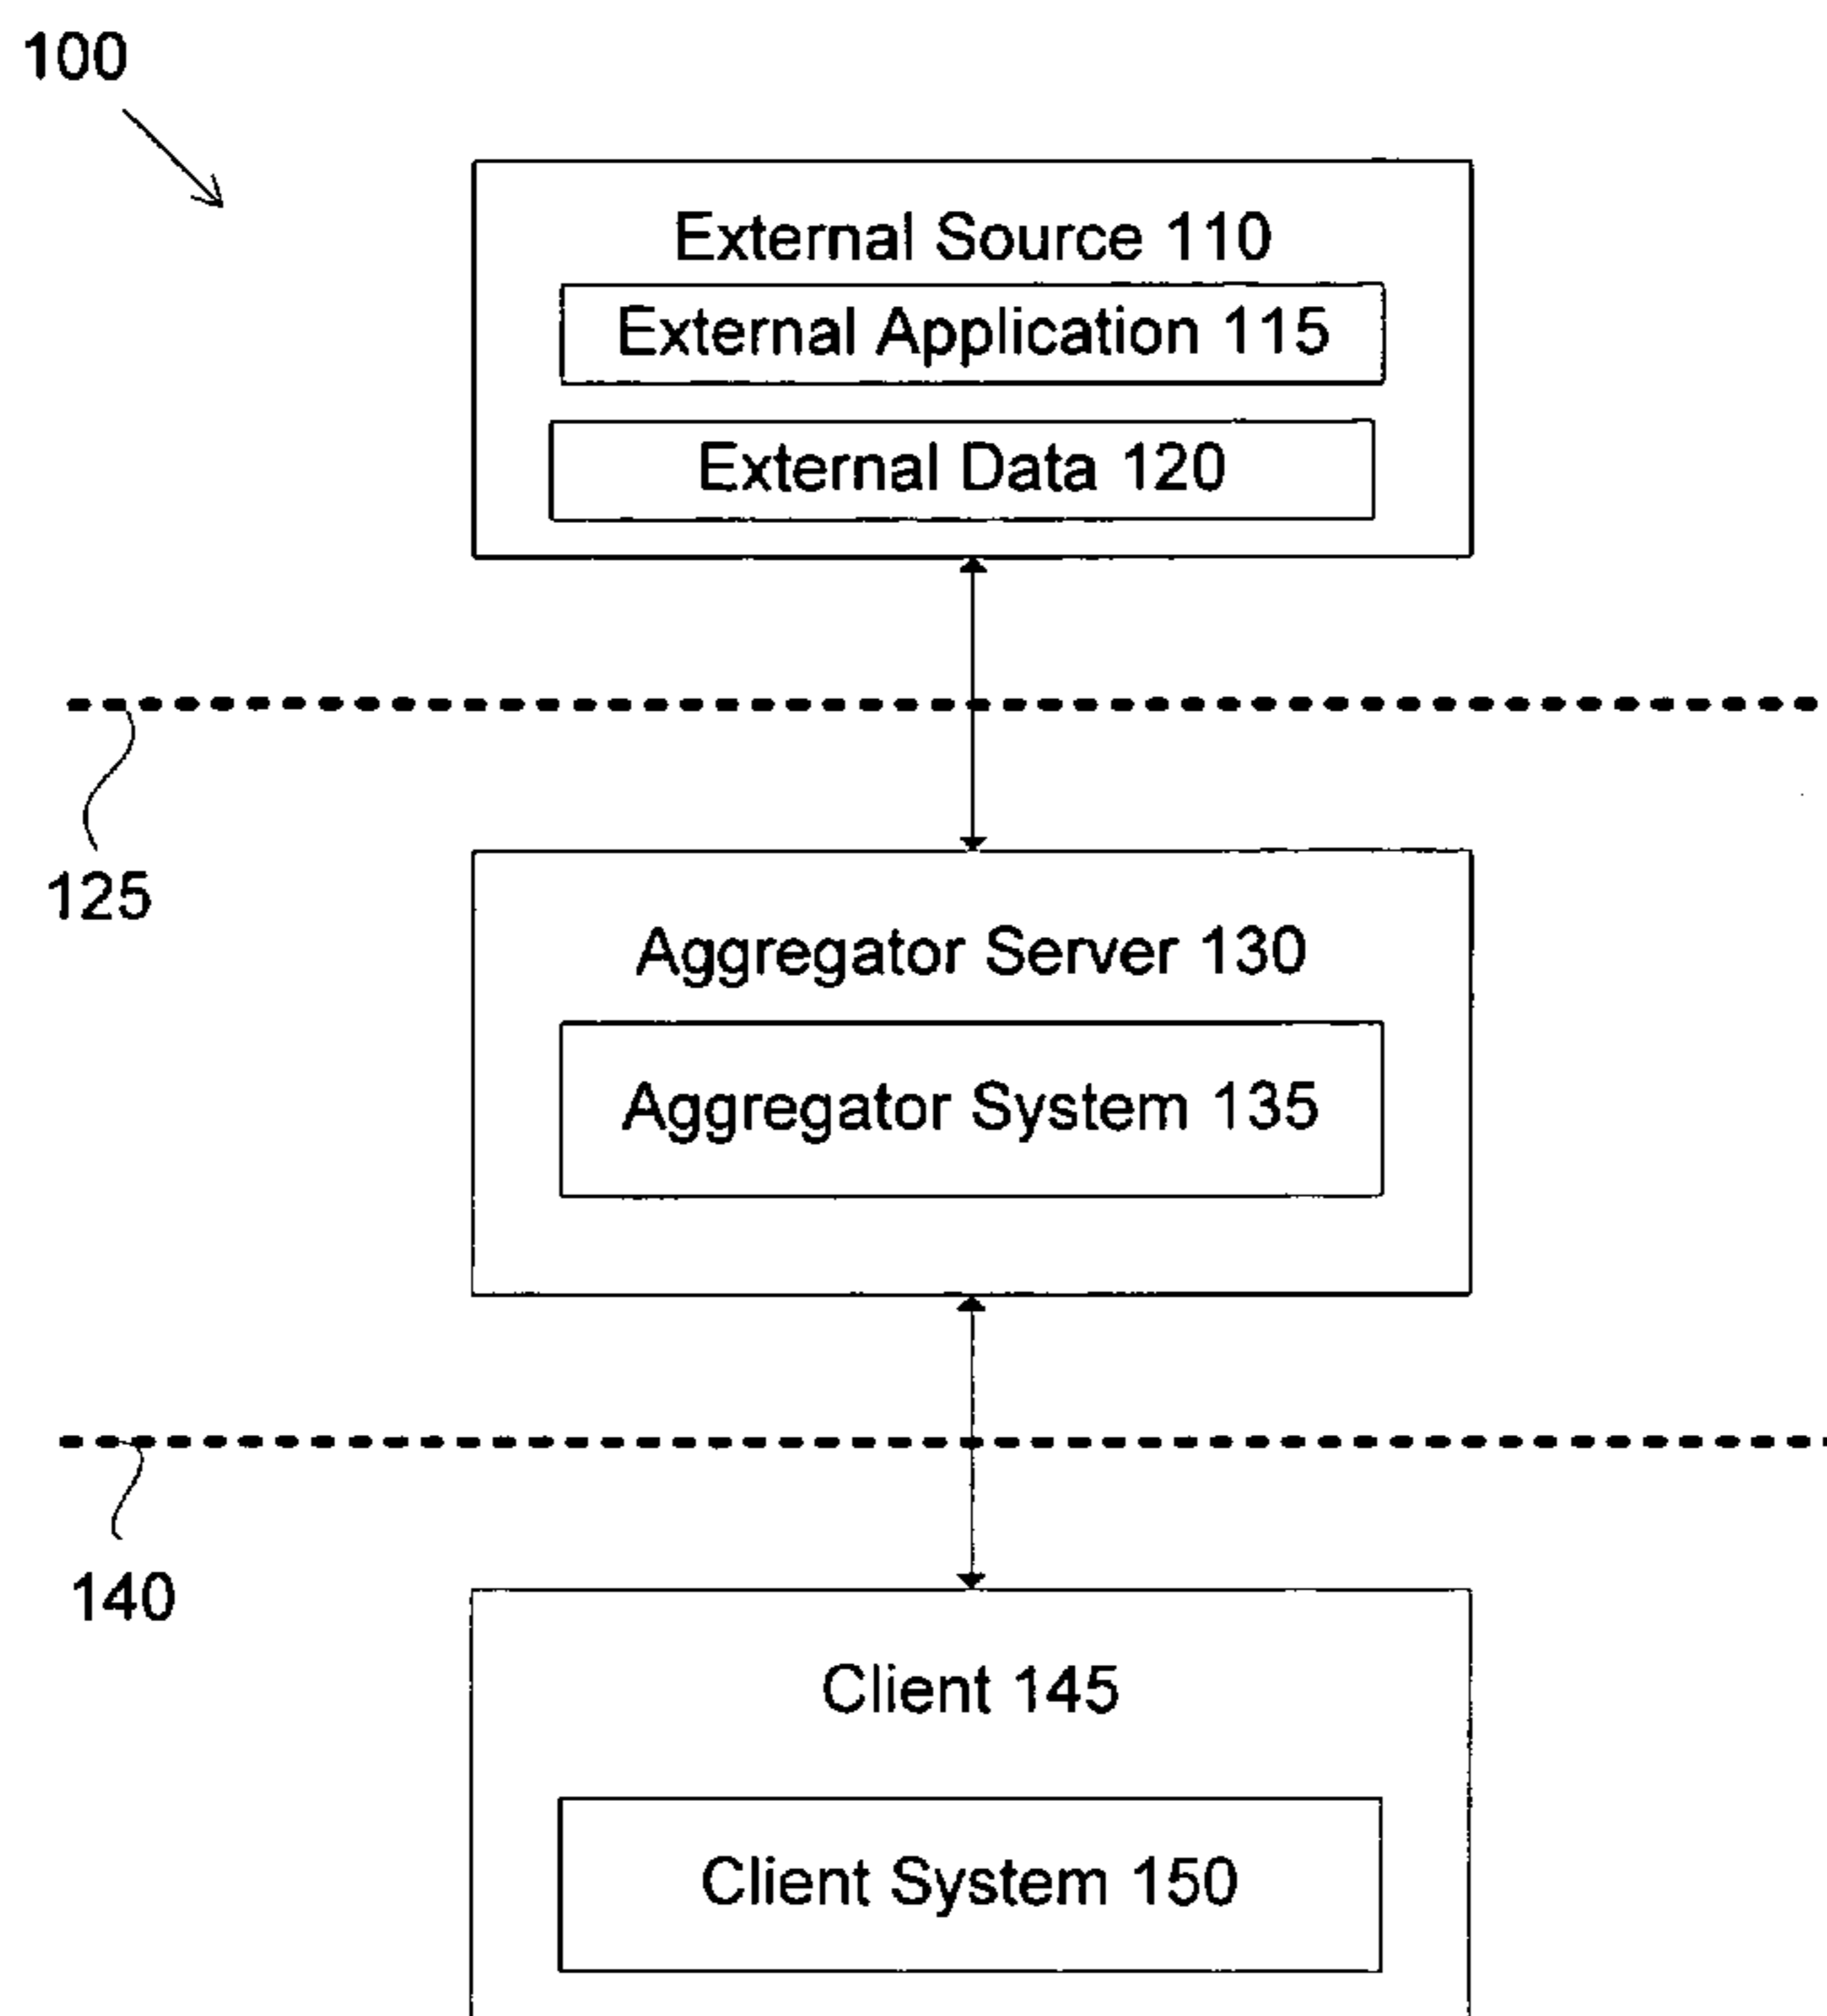 100
External Source 110
External Application 115
External Data 120
125
Aggregator Server 130
Aggregator System 135
140
Client 145
Client System 150